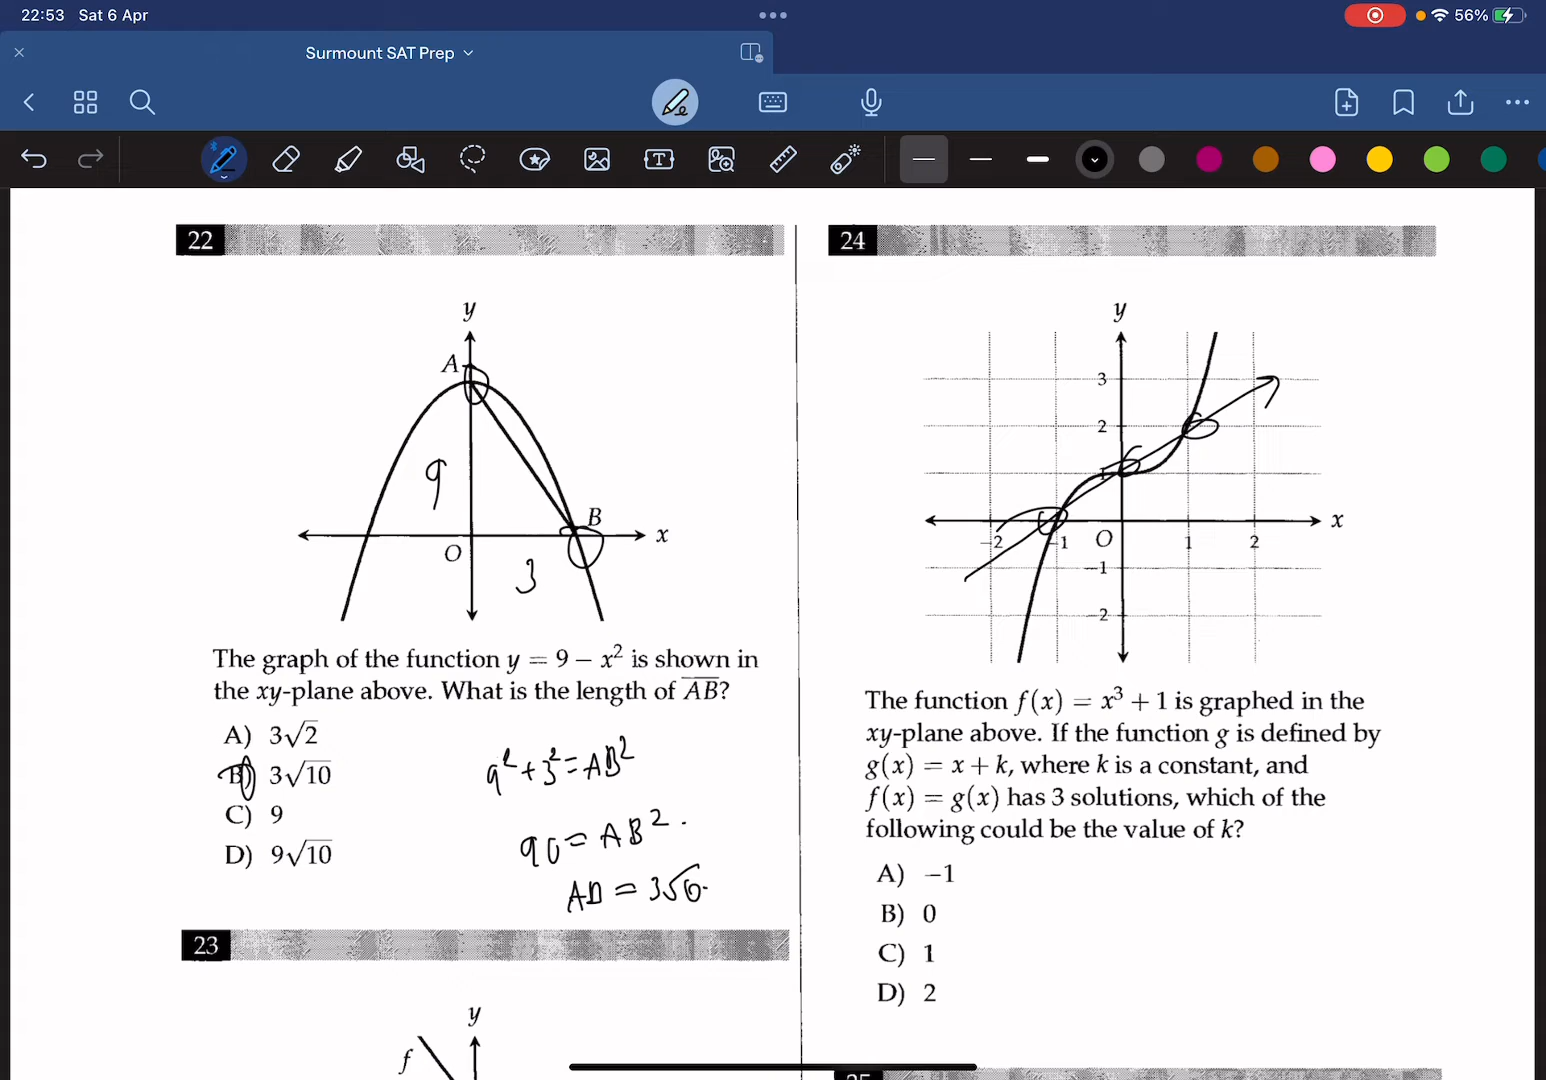 22:53 Sat 6 Apr
56%
Surmount SAT Prep
22
y
A
9
B
x
O
3
The graph of the function y = 9 – x² is shown in
the xy-plane above. What is the length of A̅B̅?
A) 3√2
B) 3√10
C) 9
D) 9√10
9² + 3² = AB²
90 = AB².
23
y
f
24
y
3
2
1
x
–2
–1
O
1
2
–1
–2
The function f(x) = x³ + 1 is graphed in the
xy-plane above. If the function g is defined by
g(x) = x + k, where k is a constant, and
f(x) = g(x) has 3 solutions, which of the
following could be the value of k?
A) –1
B) 0
C) 1
D) 2